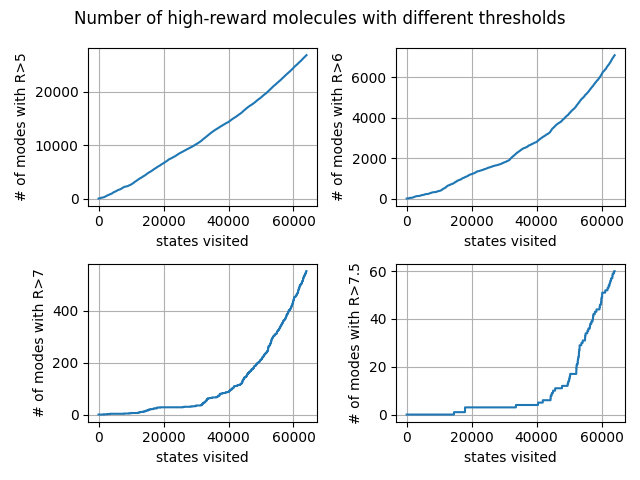 Number of high-reward molecules with different thresholds
# of modes with R>5
20000
10000
0
0 20000 40000 60000
states visited
# of modes with R>6
6000
4000
2000
0
0 20000 40000 60000
states visited
# of modes with R>7
400
200
0
0 20000 40000 60000
states visited
# of modes with R>7.5
60
40
20
0
0 20000 40000 60000
states visited